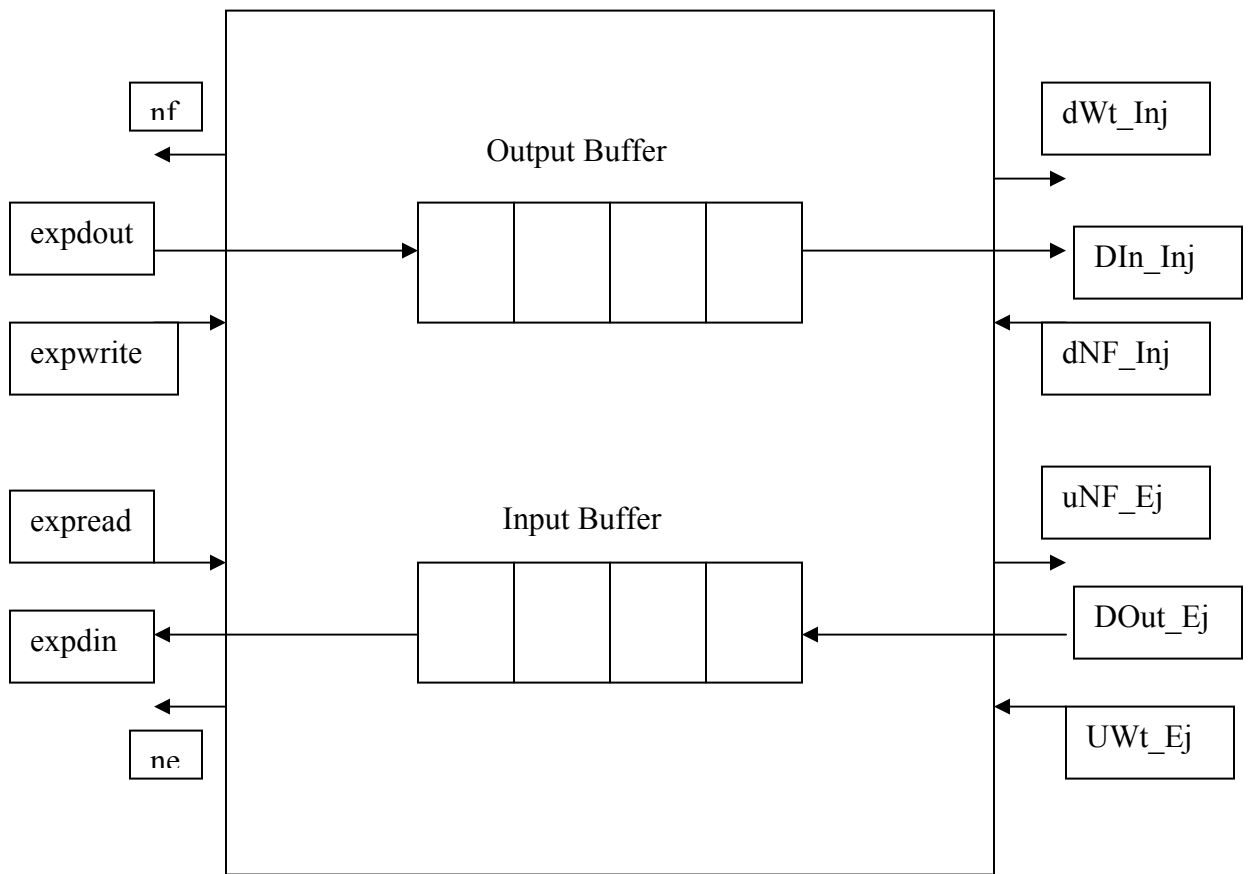 nf
dWt_Inj
Output Buffer
expdout
DIn_Inj
expwrite
dNF_Inj
expread
uNF_Ej
Input Buffer
expdin
DOut_Ej
ne
UWt_Ej